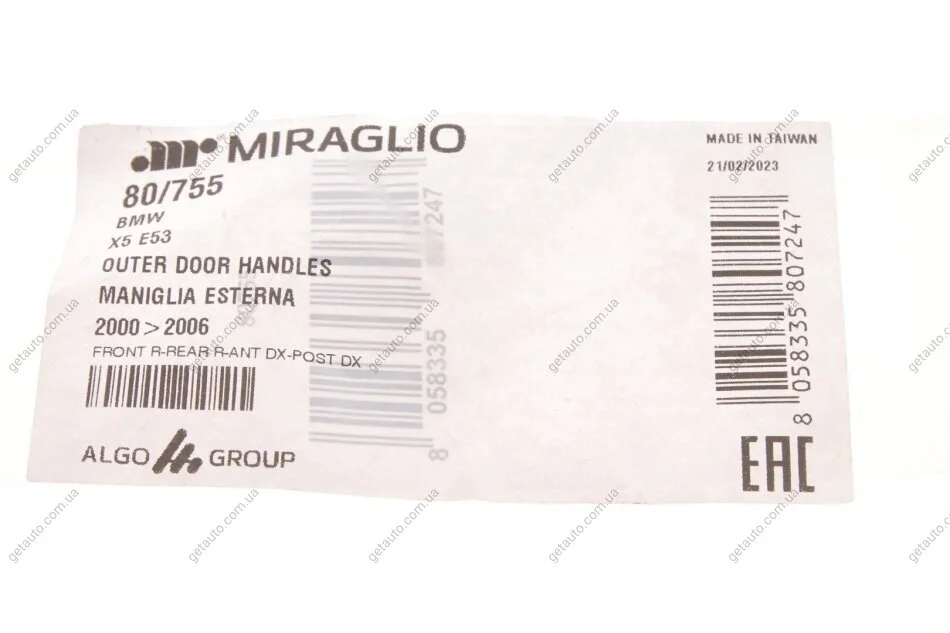 MIRAGLIO
80/755
BMW
X5 E53
OUTER DOOR HANDLES
MANIGLIA ESTERNA
2000 > 2006
FRONT R-REAR R-ANT DX-POST DX
ALGO GROUP
MADE IN TAIWAN
21/02/2023
8 058335 807247
EAC
8 058335 807247
getauto.com.ua